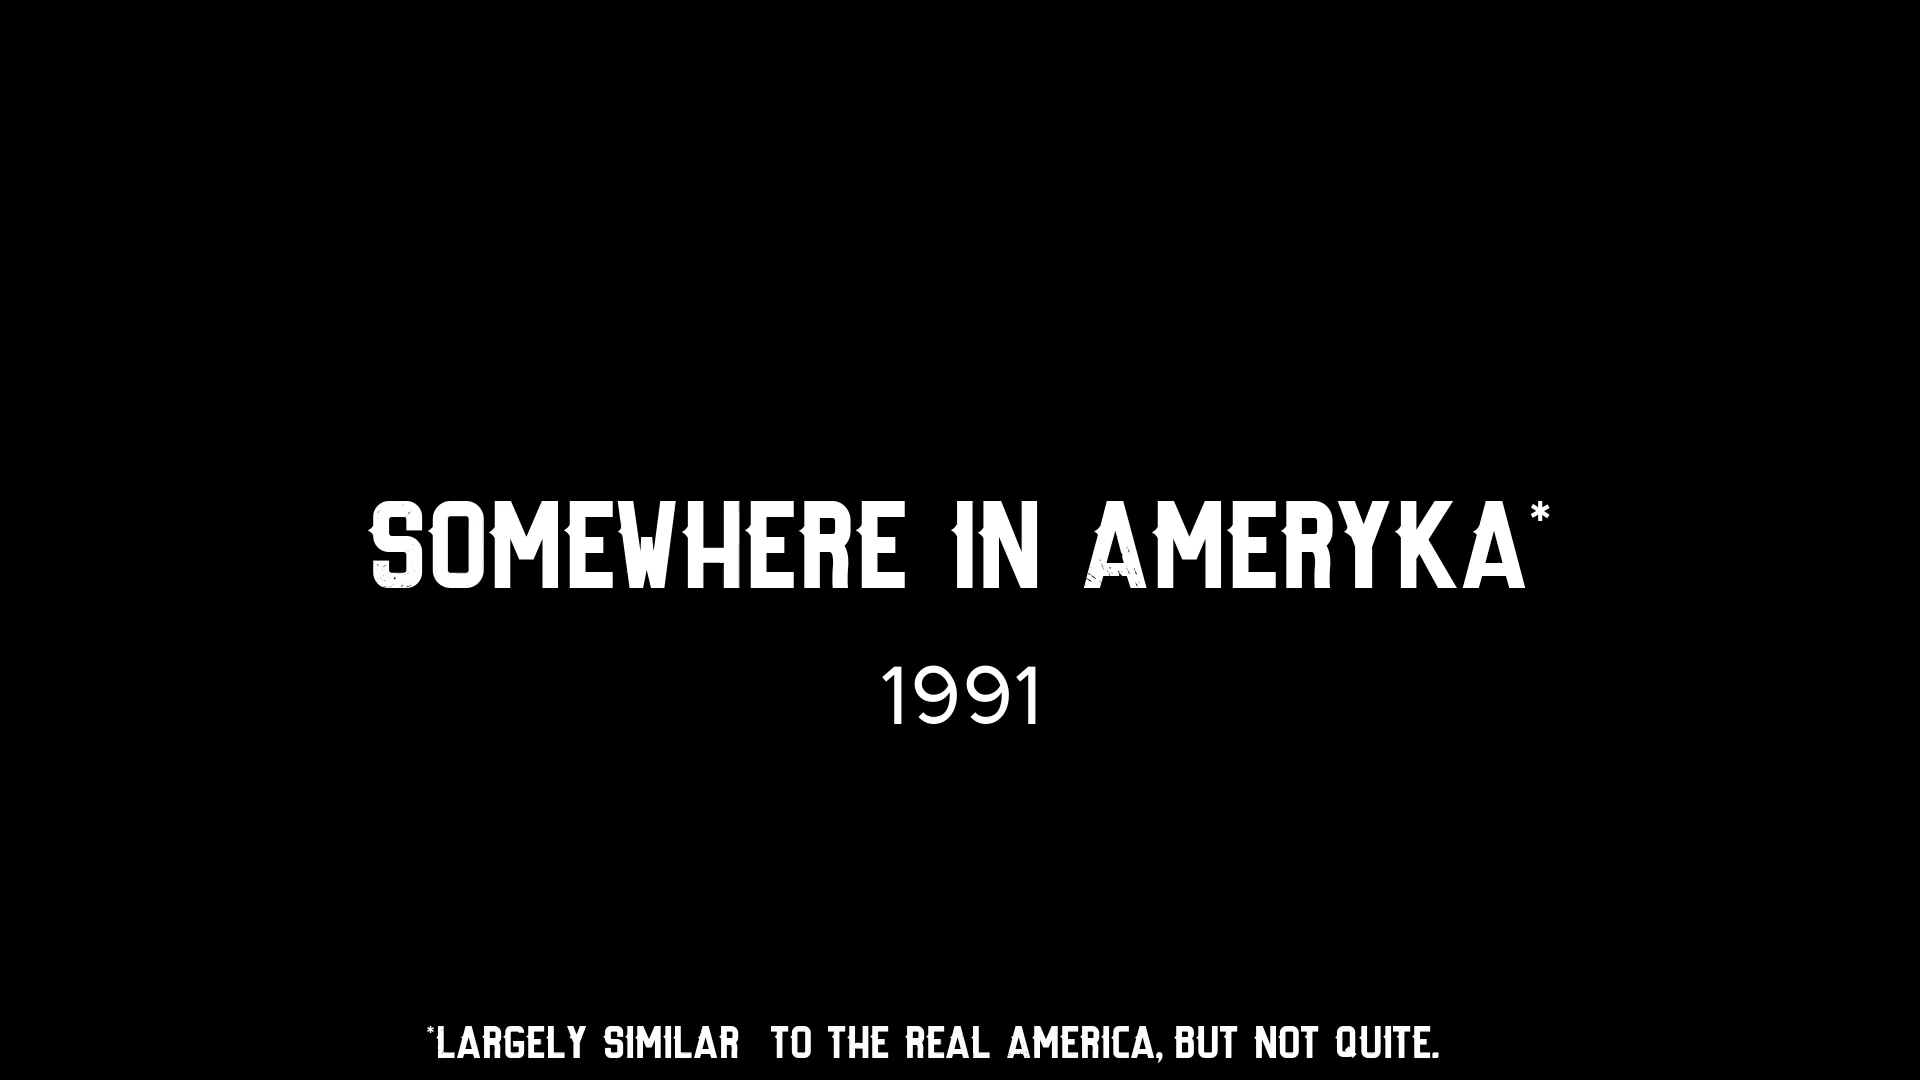 SOMEWHERE IN AMERYKA*
1991
*LARGELY SIMILAR TO THE REAL AMERICA, BUT NOT QUITE.